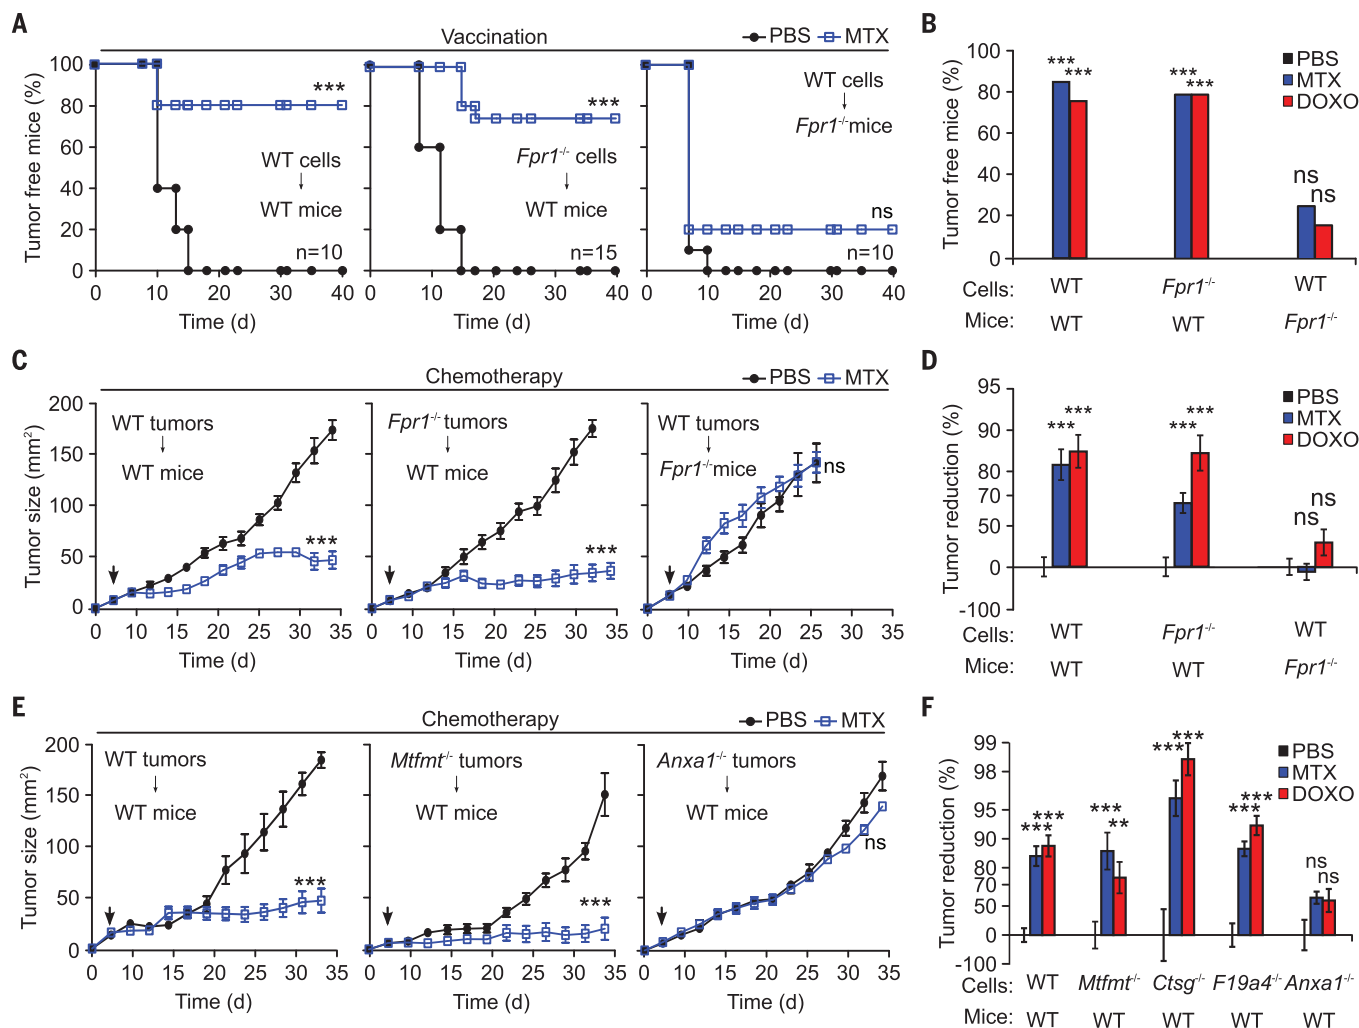 A
Vaccination
PBS
MTX
Tumor free mice (%)
100
80
60
40
20
0
***
WT cells
WT mice
n=10
0 10 20 30 40
Time (d)
***
Fpr1-/- cells
WT mice
n=15
0 10 20 30 40
Time (d)
WT cells
Fpr1-/-mice
ns
n=10
0 10 20 30 40
Time (d)
B
Tumor free mice (%)
100
80
60
40
20
0
PBS
MTX
DOXO
*** ***
*** ***
ns ns
Cells: WT Fpr1-/- WT
Mice: WT WT Fpr1-/-
C
Chemotherapy
PBS
MTX
Tumor size (mm2)
200
150
100
50
0
WT tumors
WT mice
***
0 5 10 15 20 25 30 35
Time (d)
Fpr1-/- tumors
WT mice
***
0 5 10 15 20 25 30 35
Time (d)
WT tumors
Fpr1-/-mice
ns
0 5 10 15 20 25 30 35
Time (d)
D
Tumor reduction (%)
95
90
80
70
50
0
-100
PBS
MTX
DOXO
*** ***
*** ***
ns ns
Cells: WT Fpr1-/- WT
Mice: WT WT Fpr1-/-
E
Chemotherapy
PBS
MTX
Tumor size (mm2)
200
150
100
50
0
WT tumors
WT mice
***
0 5 10 15 20 25 30 35
Time (d)
Mtfmt-/- tumors
WT mice
***
0 5 10 15 20 25 30 35
Time (d)
Anxa1-/- tumors
WT mice
ns
0 5 10 15 20 25 30 35
Time (d)
F
Tumor reduction (%)
99
98
95
90
80
70
50
0
-100
PBS
MTX
DOXO
*** ***
*** **
*** ***
*** ***
ns ns
Cells: WT Mtfmt-/- Ctsg-/- F19a4-/- Anxa1-/-
Mice: WT WT WT WT WT